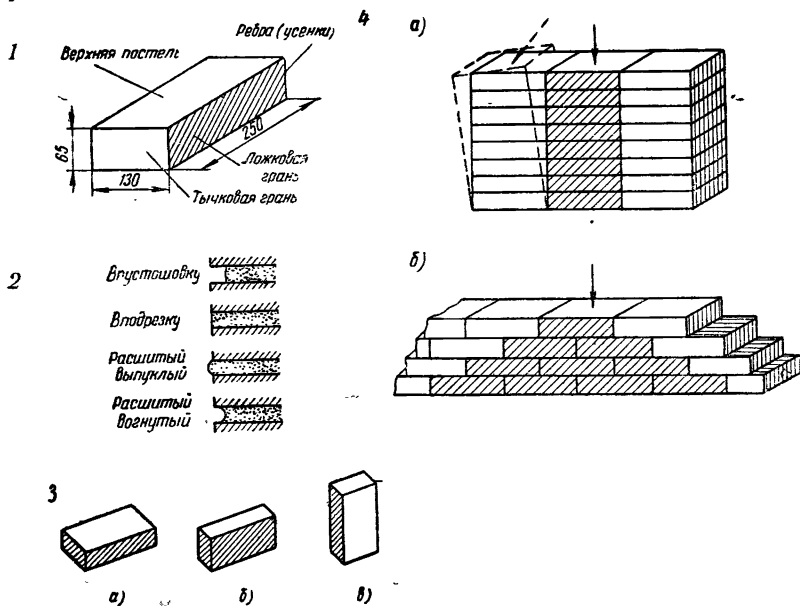 1
Верхняя постель
Ребра (усенки)
65
130
250
Ложковая
грань
Тычковая грань
2
Впустошовку
Вподрезку
Расшитый
выпуклый
Расшитый
вогнутый
3
а)
б)
в)
4
а)
б)